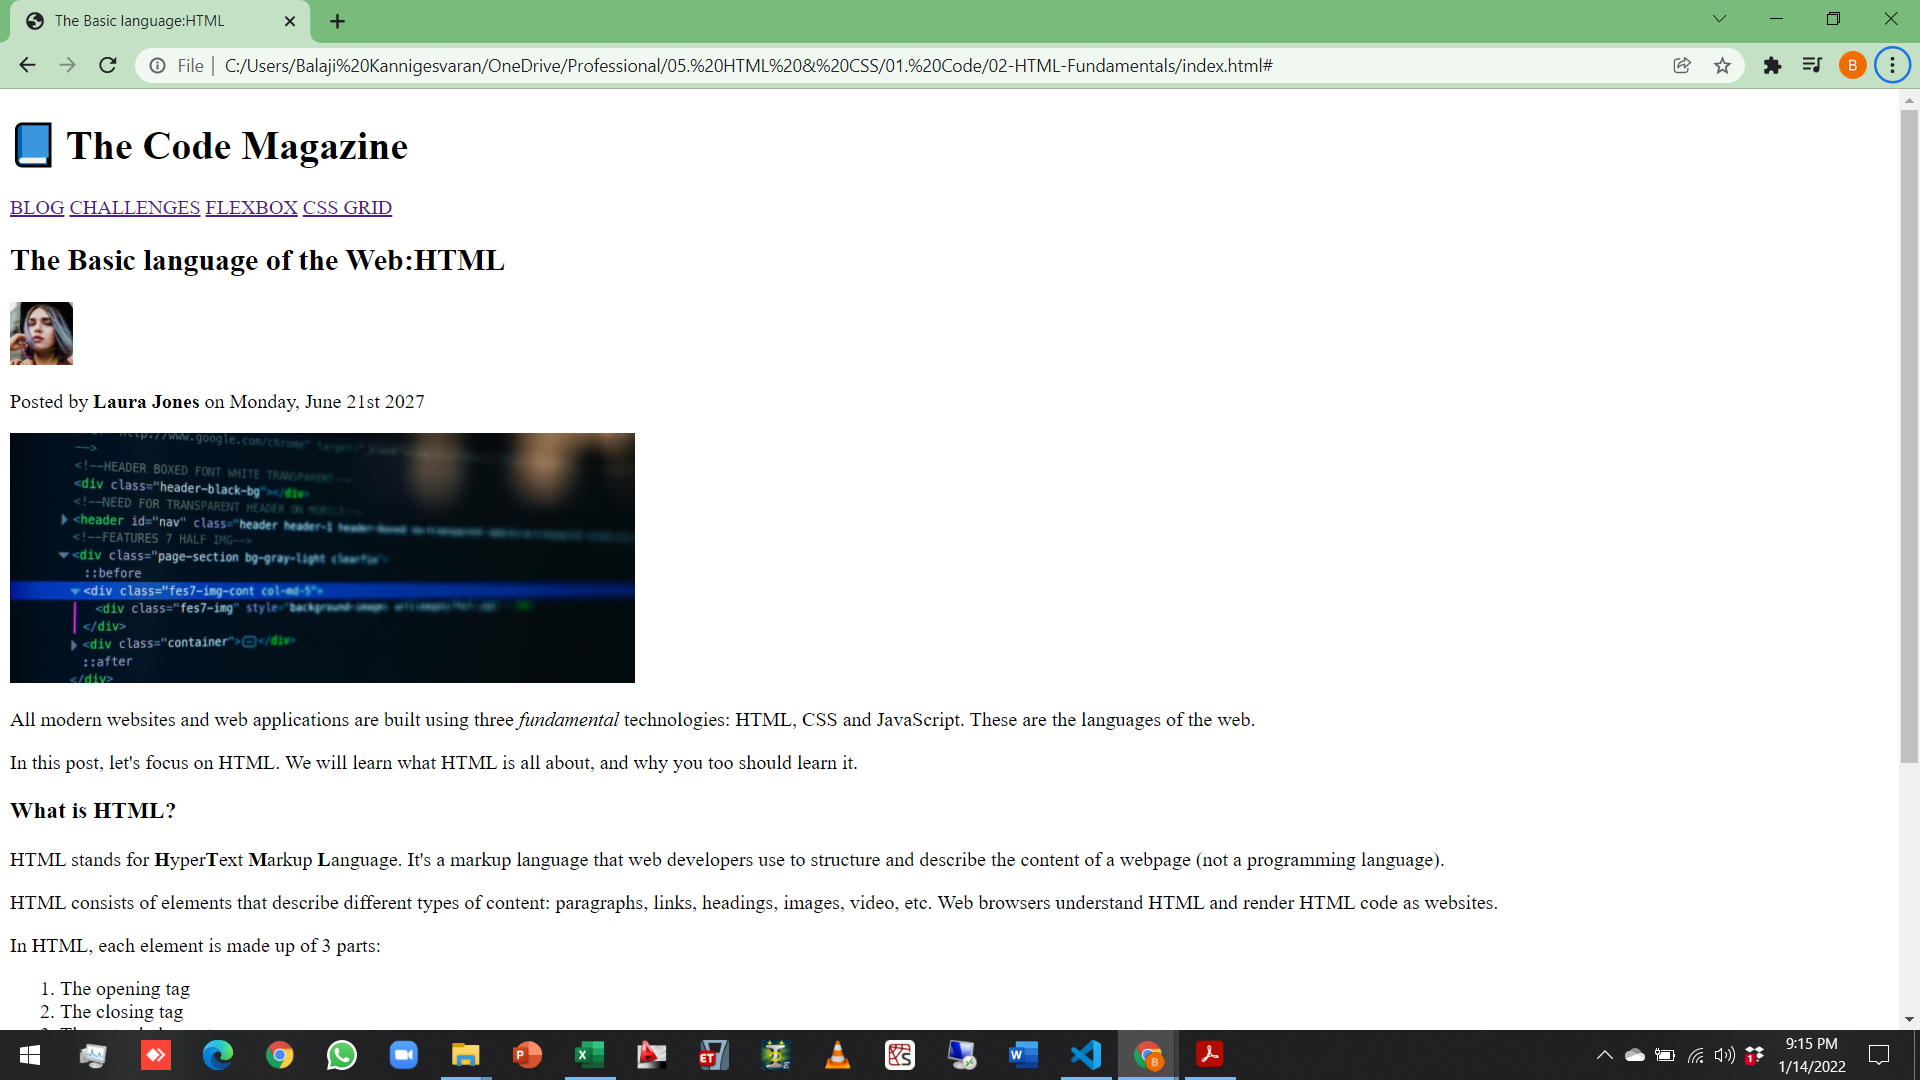 The Basic language:HTML
File
C:/Users/Balaji%20Kannigesvaran/OneDrive/Professional/05.%20HTML%20&%20CSS/01.%20Code/02-HTML-Fundamentals/index.html#
B
The Code Magazine
BLOG CHALLENGES FLEXBOX CSS GRID
The Basic language of the Web:HTML
Posted by Laura Jones on Monday, June 21st 2027
http://www.google.com/chrome"
-->
<!--HEADER BOXED FONT WHITE TRANSPARENT-->
<div class="header-black-bg"></div>
<!--NEED FOR TRANSPARENT HEADER ON MOBILE-->
<header id="nav" class="header header-1 header-boxed
<!--FEATURES 7 HALF IMG-->
<div class="page-section bg-gray-light clearfix">
::before
<div class="fes7-img-cont col-md-5">
<div class="fes7-img" style="background-image:
</div>
<div class="container"></div>
::after
</div>
All modern websites and web applications are built using three fundamental technologies: HTML, CSS and JavaScript. These are the languages of the web.
In this post, let's focus on HTML. We will learn what HTML is all about, and why you too should learn it.
What is HTML?
HTML stands for HyperText Markup Language. It's a markup language that web developers use to structure and describe the content of a webpage (not a programming language).
HTML consists of elements that describe different types of content: paragraphs, links, headings, images, video, etc. Web browsers understand HTML and render HTML code as websites.
In HTML, each element is made up of 3 parts:
1. The opening tag
2. The closing tag
9:15 PM
1/14/2022